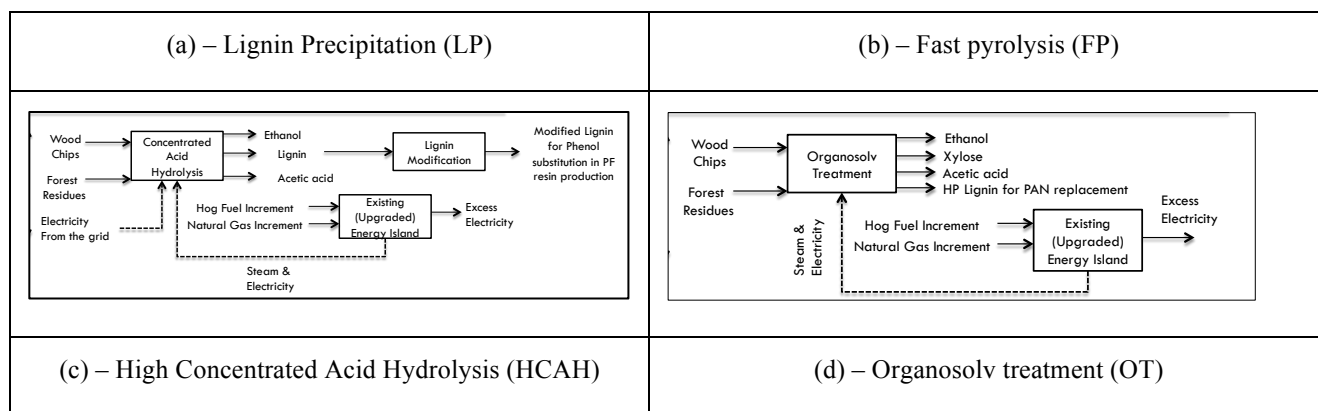 (a) – Lignin Precipitation (LP)
(b) – Fast pyrolysis (FP)
Wood
Chips
Forest
Residues
Electricity
From the grid
Concentrated
Acid
Hydrolysis
Ethanol
Lignin
Acetic acid
Lignin
Modification
Modified Lignin
for Phenol
substitution in PF
resin production
Hog Fuel Increment
Natural Gas Increment
Existing
(Upgraded)
Energy Island
Excess
Electricity
Steam &
Electricity
Wood
Chips
Forest
Residues
Organosolv
Treatment
Ethanol
Xylose
Acetic acid
HP Lignin for PAN replacement
Steam &
Electricity
Hog Fuel Increment
Natural Gas Increment
Existing
(Upgraded)
Energy Island
Excess
Electricity
(c) – High Concentrated Acid Hydrolysis (HCAH)
(d) – Organosolv treatment (OT)